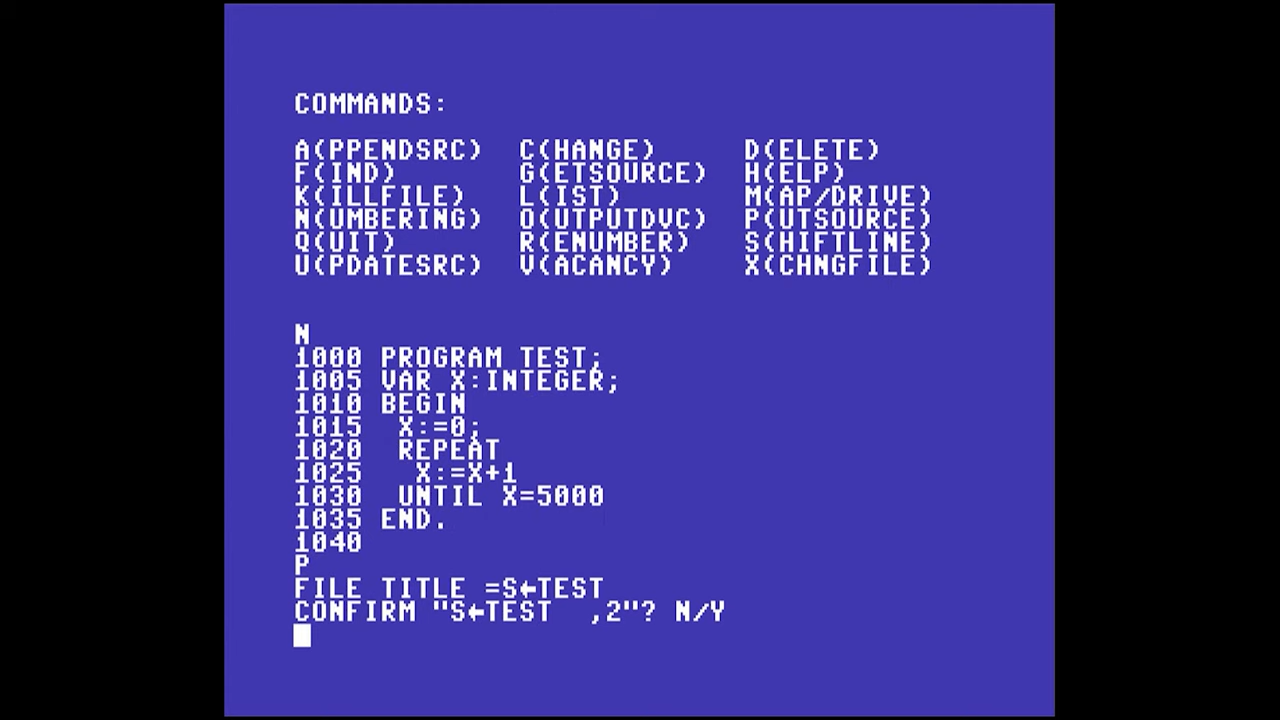 COMMANDS:
A(PPENDSRC) C(HANGE) D(ELETE)
F(IND) G(ETSOURCE) H(ELP)
K(ILLFILE) L(IST) M(AP/DRIVE)
N(UMBERING) O(UTPUTDVC) P(UTSOURCE)
Q(UIT) R(ENUMBER) S(HIFTLINE)
U(PDATESRC) V(ACANCY) X(CHNGFILE)
N
1000 PROGRAM TEST;
1005 VAR X:INTEGER;
1010 BEGIN
1015  X:=0;
1020  REPEAT
1025   X:=X+1
1030  UNTIL X=5000
1035 END.
1040
P
FILE TITLE =S←TEST
CONFIRM "S←TEST  ,2"? N/Y